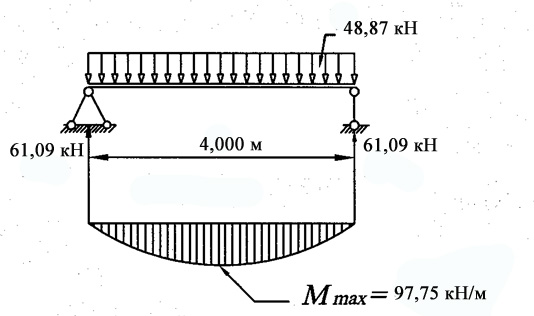 48,87 кН
61,09 кН
4,000 м
61,09 кН
M max = 97,75 кН/м